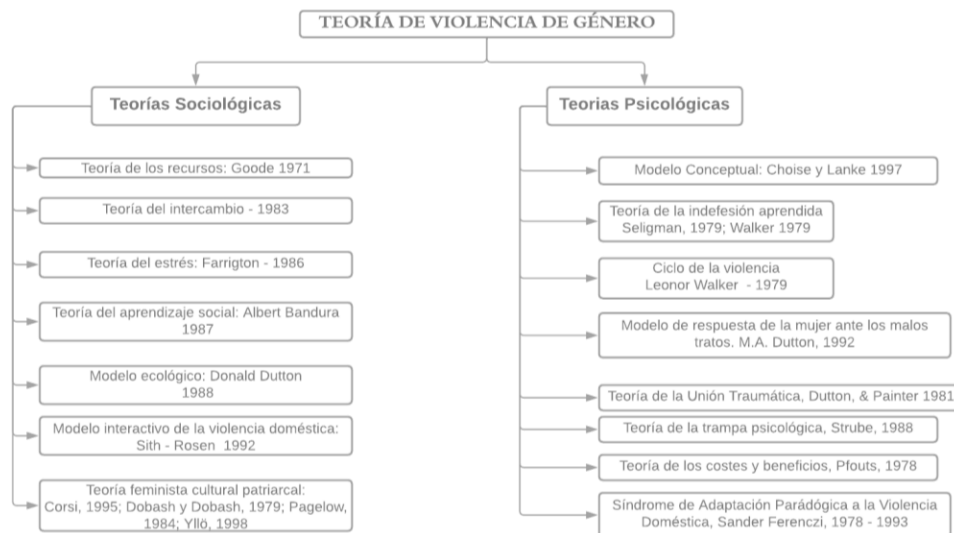 TEORÍA DE VIOLENCIA DE GÉNERO
Teorías Sociológicas
Teoría de los recursos: Goode 1971
Teoría del intercambio - 1983
Teoría del estrés: Farrigton - 1986
Teoría del aprendizaje social: Albert Bandura
1987
Modelo ecológico: Donald Dutton
1988
Modelo interactivo de la violencia doméstica:
Sith - Rosen 1992
Teoría feminista cultural patriarcal:
Corsi, 1995; Dobash y Dobash, 1979; Pagelow,
1984; Yllö, 1998
Teorias Psicológicas
Modelo Conceptual: Choise y Lanke 1997
Teoría de la indefesión aprendida
Seligman, 1979; Walker 1979
Ciclo de la violencia
Leonor Walker - 1979
Modelo de respuesta de la mujer ante los malos
tratos. M.A. Dutton, 1992
Teoría de la Unión Traumática, Dutton, & Painter 1981
Teoría de la trampa psicológica, Strube, 1988
Teoría de los costes y beneficios, Pfouts, 1978
Síndrome de Adaptación Parádógica a la Violencia
Doméstica, Sander Ferenczi, 1978 - 1993